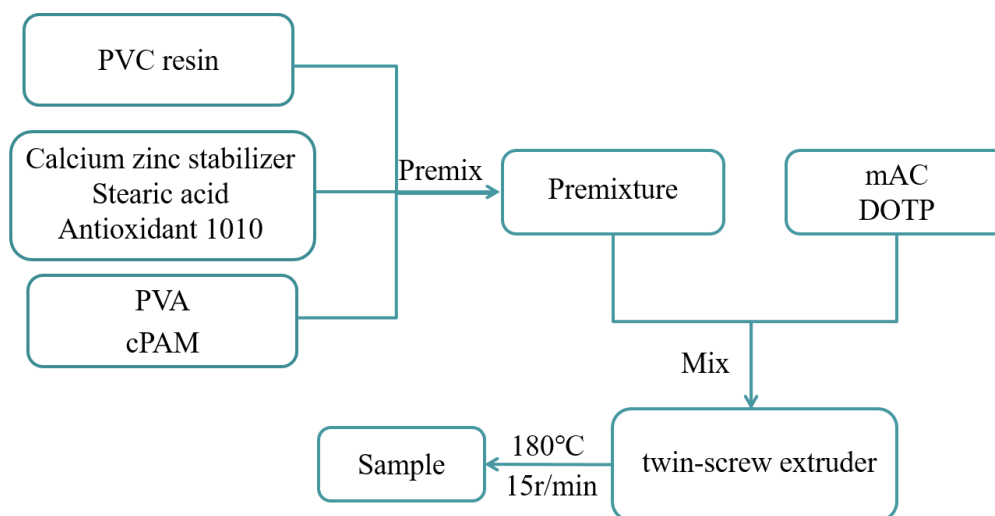 PVC resin
Calcium zinc stabilizer
Stearic acid
Antioxidant 1010
PVA
cPAM
Premix
Premixture
mAC
DOTP
Mix
twin-screw extruder
180℃
15r/min
Sample